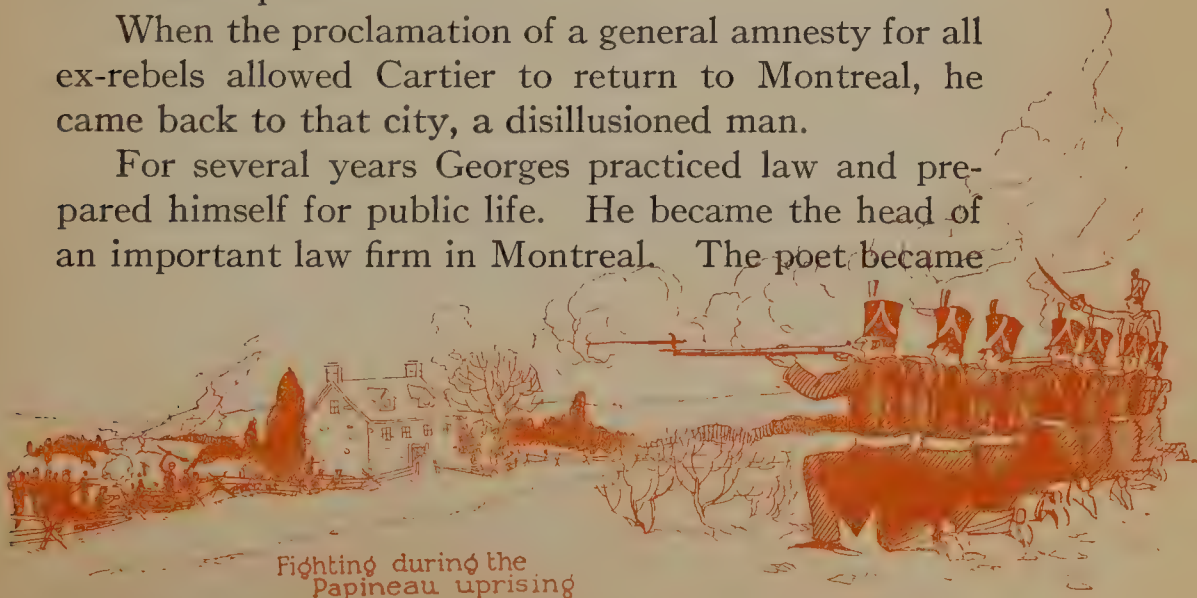 When the proclamation of a general amnesty for all
ex-rebels allowed Cartier to return to Montreal, he
came back to that city, a disillusioned man.
For several years Georges practiced law and pre-
pared himself for public life. He became the head of
an important law firm in Montreal. The poet became
Fighting during the
Papineau uprising